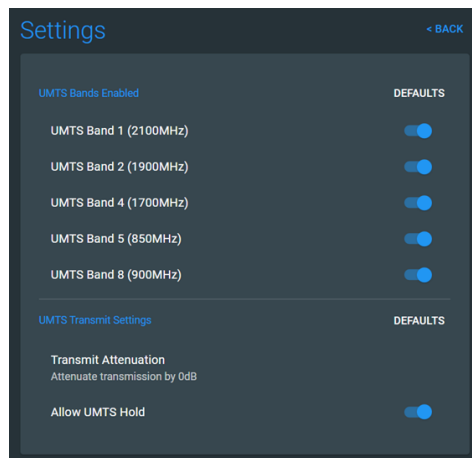 Settings
< BACK
UMTS Bands Enabled
DEFAULTS
UMTS Band 1 (2100MHz)
UMTS Band 2 (1900MHz)
UMTS Band 4 (1700MHz)
UMTS Band 5 (850MHz)
UMTS Band 8 (900MHz)
UMTS Transmit Settings
DEFAULTS
Transmit Attenuation
Attenuate transmission by 0dB
Allow UMTS Hold